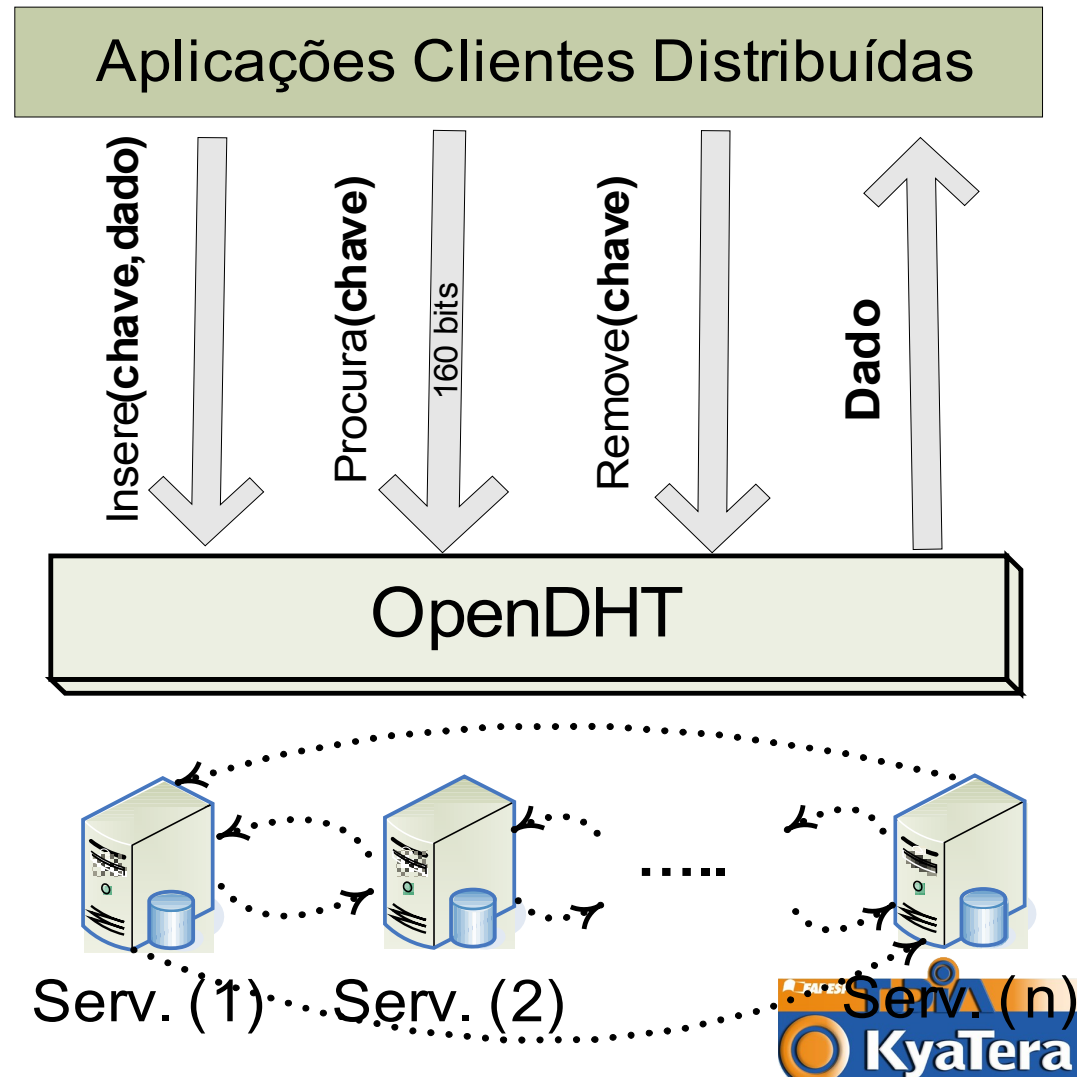 Aplicações Clientes Distribuídas
Insere(chave,dado)
Procura(chave)
160 bits
Remove(chave)
Dado
OpenDHT
.....
Serv. (1)
Serv. (2)
Serv. (n)
KyaTera